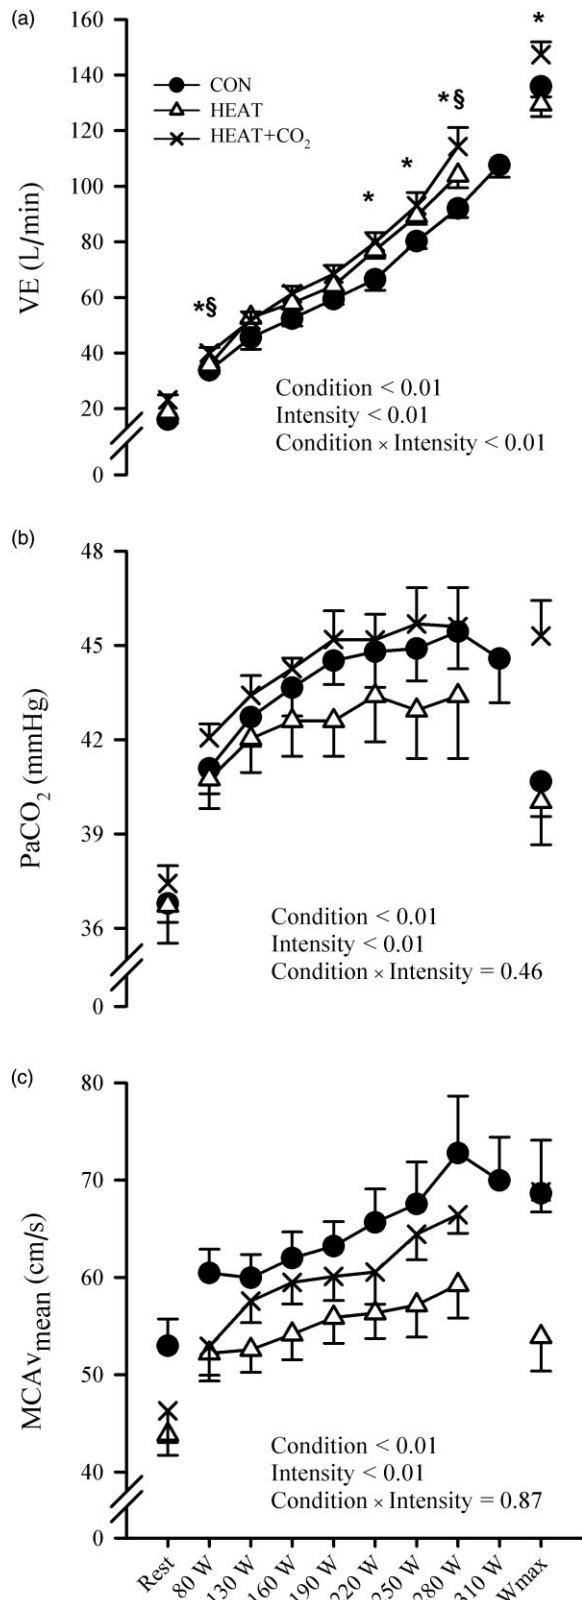 (a)
160
140
120
100
80
60
40
20
0
VE (L/min)
CON
HEAT
HEAT+CO₂
*§
*
*
*§
*
Condition < 0.01
Intensity < 0.01
Condition × Intensity < 0.01
(b)
48
45
42
39
36
0
PaCO₂ (mmHg)
Condition < 0.01
Intensity < 0.01
Condition × Intensity = 0.46
(c)
80
70
60
50
40
0
MCAvmean (cm/s)
Condition < 0.01
Intensity < 0.01
Condition × Intensity = 0.87
Rest
80 W
130 W
160 W
190 W
220 W
250 W
280 W
310 W
Wmax